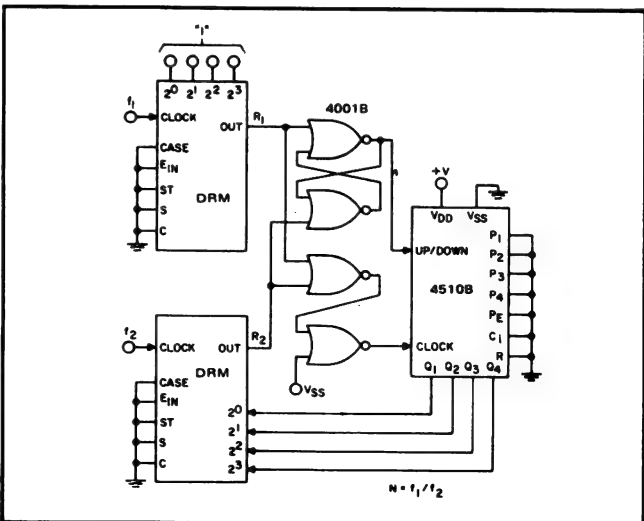 "1"
2⁰ 2¹ 2² 2³
4001B
f₁
CLOCK
OUT
R₁
CASE
E_IN
ST
S
C
DRM
+V
V_DD
V_SS
UP/DOWN
4510B
CLOCK
P₁
P₂
P₃
P₄
P_E
C_I
R
Q₁ Q₂ Q₃ Q₄
f₂
CLOCK
OUT
R₂
DRM
CASE
E_IN
ST
S
C
2⁰
2¹
2²
2³
V_SS
N = f₁/f₂